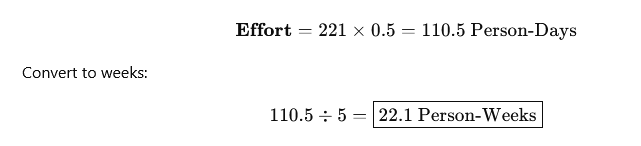 Effort = 221 × 0.5 = 110.5 Person-Days
Convert to weeks:
110.5 ÷ 5 = 22.1 Person-Weeks